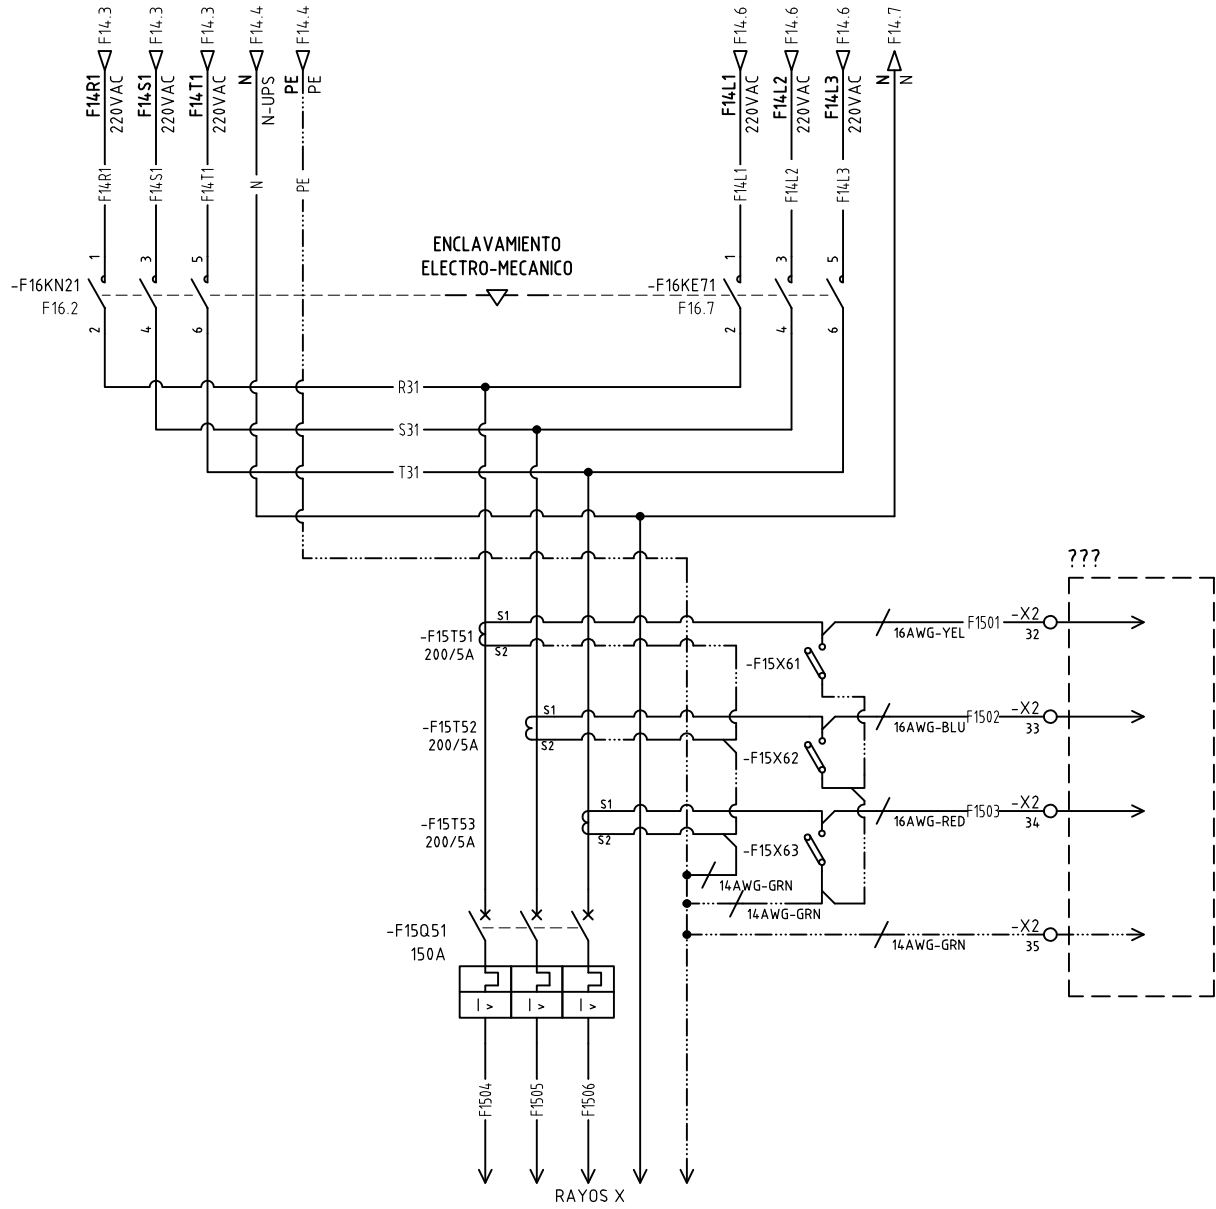 F14.3
F14.3
F14.3
F14.4
F14.4
F14.6
F14.6
F14.6
F14.7
F14R1
220VAC
F14S1
220VAC
F14T1
220VAC
N
N-UPS
PE
PE
F14L1
220VAC
F14L2
220VAC
F14L3
220VAC
N
N
F14R1
F14S1
F14T1
N
PE
F14L1
F14L2
F14L3
ENCLAVAMIENTO
ELECTRO-MECANICO
1
3
5
1
3
5
-F16KN21
F16.2
-F16KE71
F16.7
2
4
6
2
4
6
R31
S31
T31
???
S1
-F15T51
200/5A
S2
16AWG-YEL
F1501
-X2
32
-F15X61
S1
-F15T52
200/5A
S2
16AWG-BLU
F1502
-X2
33
-F15X62
S1
-F15T53
200/5A
S2
16AWG-RED
F1503
-X2
34
-F15X63
14AWG-GRN
14AWG-GRN
14AWG-GRN
-X2
35
-F15Q51
150A
I >
I >
I >
F1504
F1505
F1506
RAYOS X